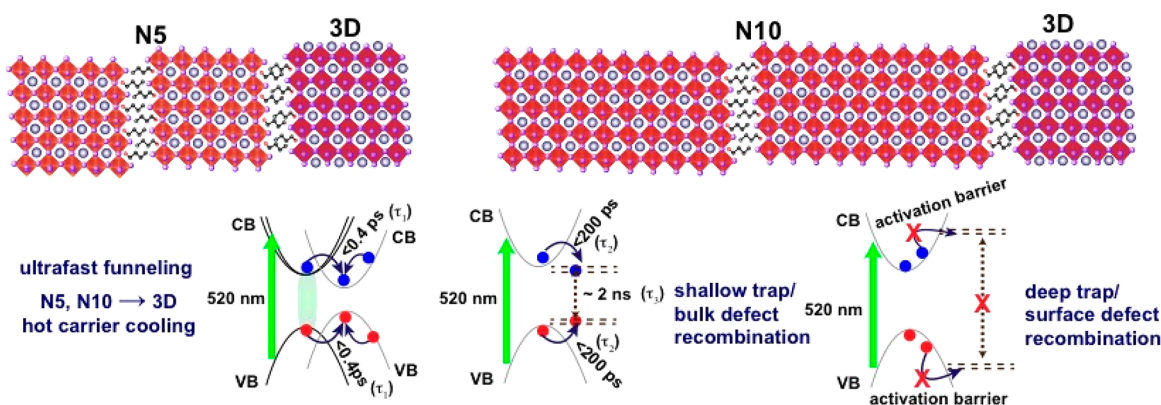 N5
3D
N10
3D
ultrafast funneling
N5, N10 → 3D
hot carrier cooling
520 nm
CB
VB
<0.4 ps (τ₁)
CB
<0.4ps (τ₁)
VB
CB
520 nm
VB
<200 ps
(τ₂)
~ 2 ns (τ₃)
(τ₂)
<200 ps
shallow trap/
bulk defect
recombination
activation barrier
CB
X
520 nm
X
VB
X
activation barrier
deep trap/
surface defect
recombination